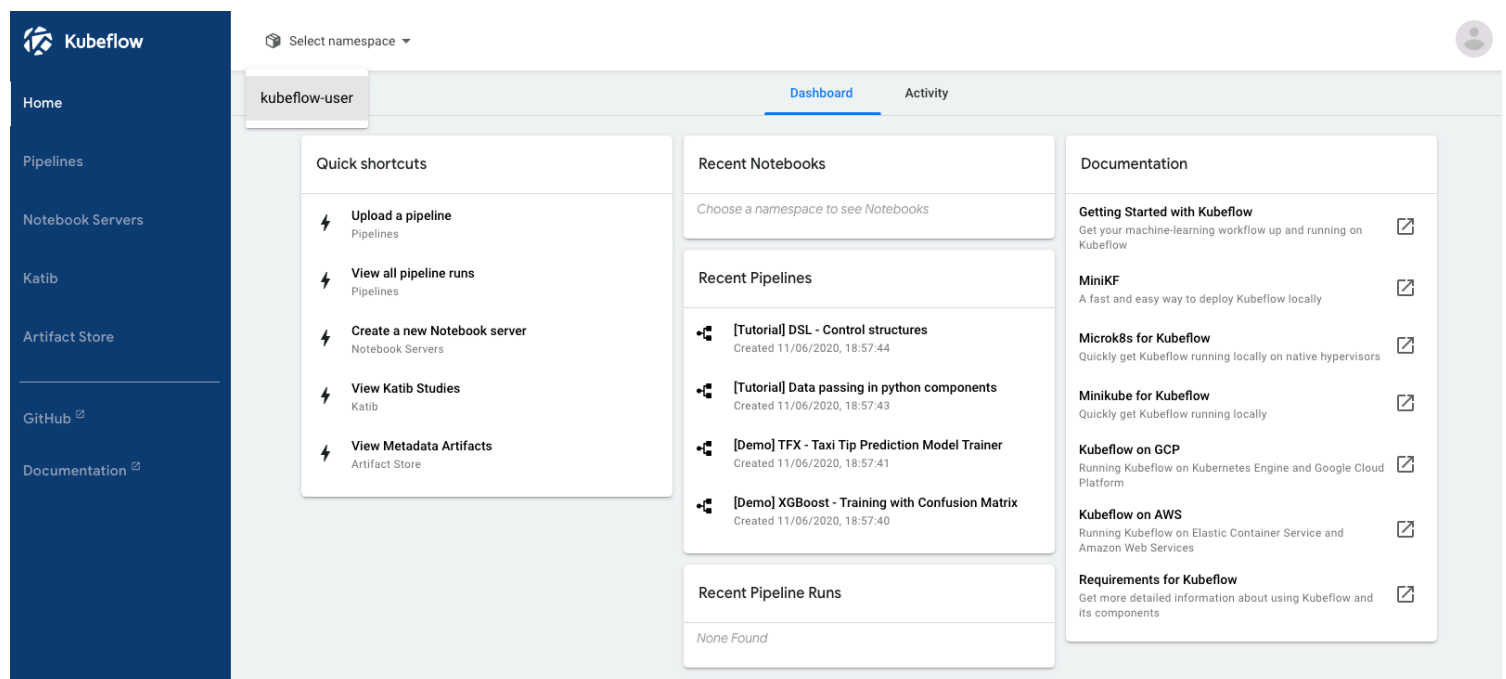 Kubeflow
Select namespace
kubeflow-user
Home
Pipelines
Notebook Servers
Katib
Artifact Store
GitHub
Documentation
Dashboard
Activity
Quick shortcuts
Upload a pipeline
Pipelines
View all pipeline runs
Pipelines
Create a new Notebook server
Notebook Servers
View Katib Studies
Katib
View Metadata Artifacts
Artifact Store
Recent Notebooks
Choose a namespace to see Notebooks
Recent Pipelines
[Tutorial] DSL - Control structures
Created 11/06/2020, 18:57:44
[Tutorial] Data passing in python components
Created 11/06/2020, 18:57:43
[Demo] TFX - Taxi Tip Prediction Model Trainer
Created 11/06/2020, 18:57:41
[Demo] XGBoost - Training with Confusion Matrix
Created 11/06/2020, 18:57:40
Recent Pipeline Runs
None Found
Documentation
Getting Started with Kubeflow
Get your machine-learning workflow up and running on
Kubeflow
MiniKF
A fast and easy way to deploy Kubeflow locally
Microk8s for Kubeflow
Quickly get Kubeflow running locally on native hypervisors
Minikube for Kubeflow
Quickly get Kubeflow running locally
Kubeflow on GCP
Running Kubeflow on Kubernetes Engine and Google Cloud
Platform
Kubeflow on AWS
Running Kubeflow on Elastic Container Service and
Amazon Web Services
Requirements for Kubeflow
Get more detailed information about using Kubeflow and
its components